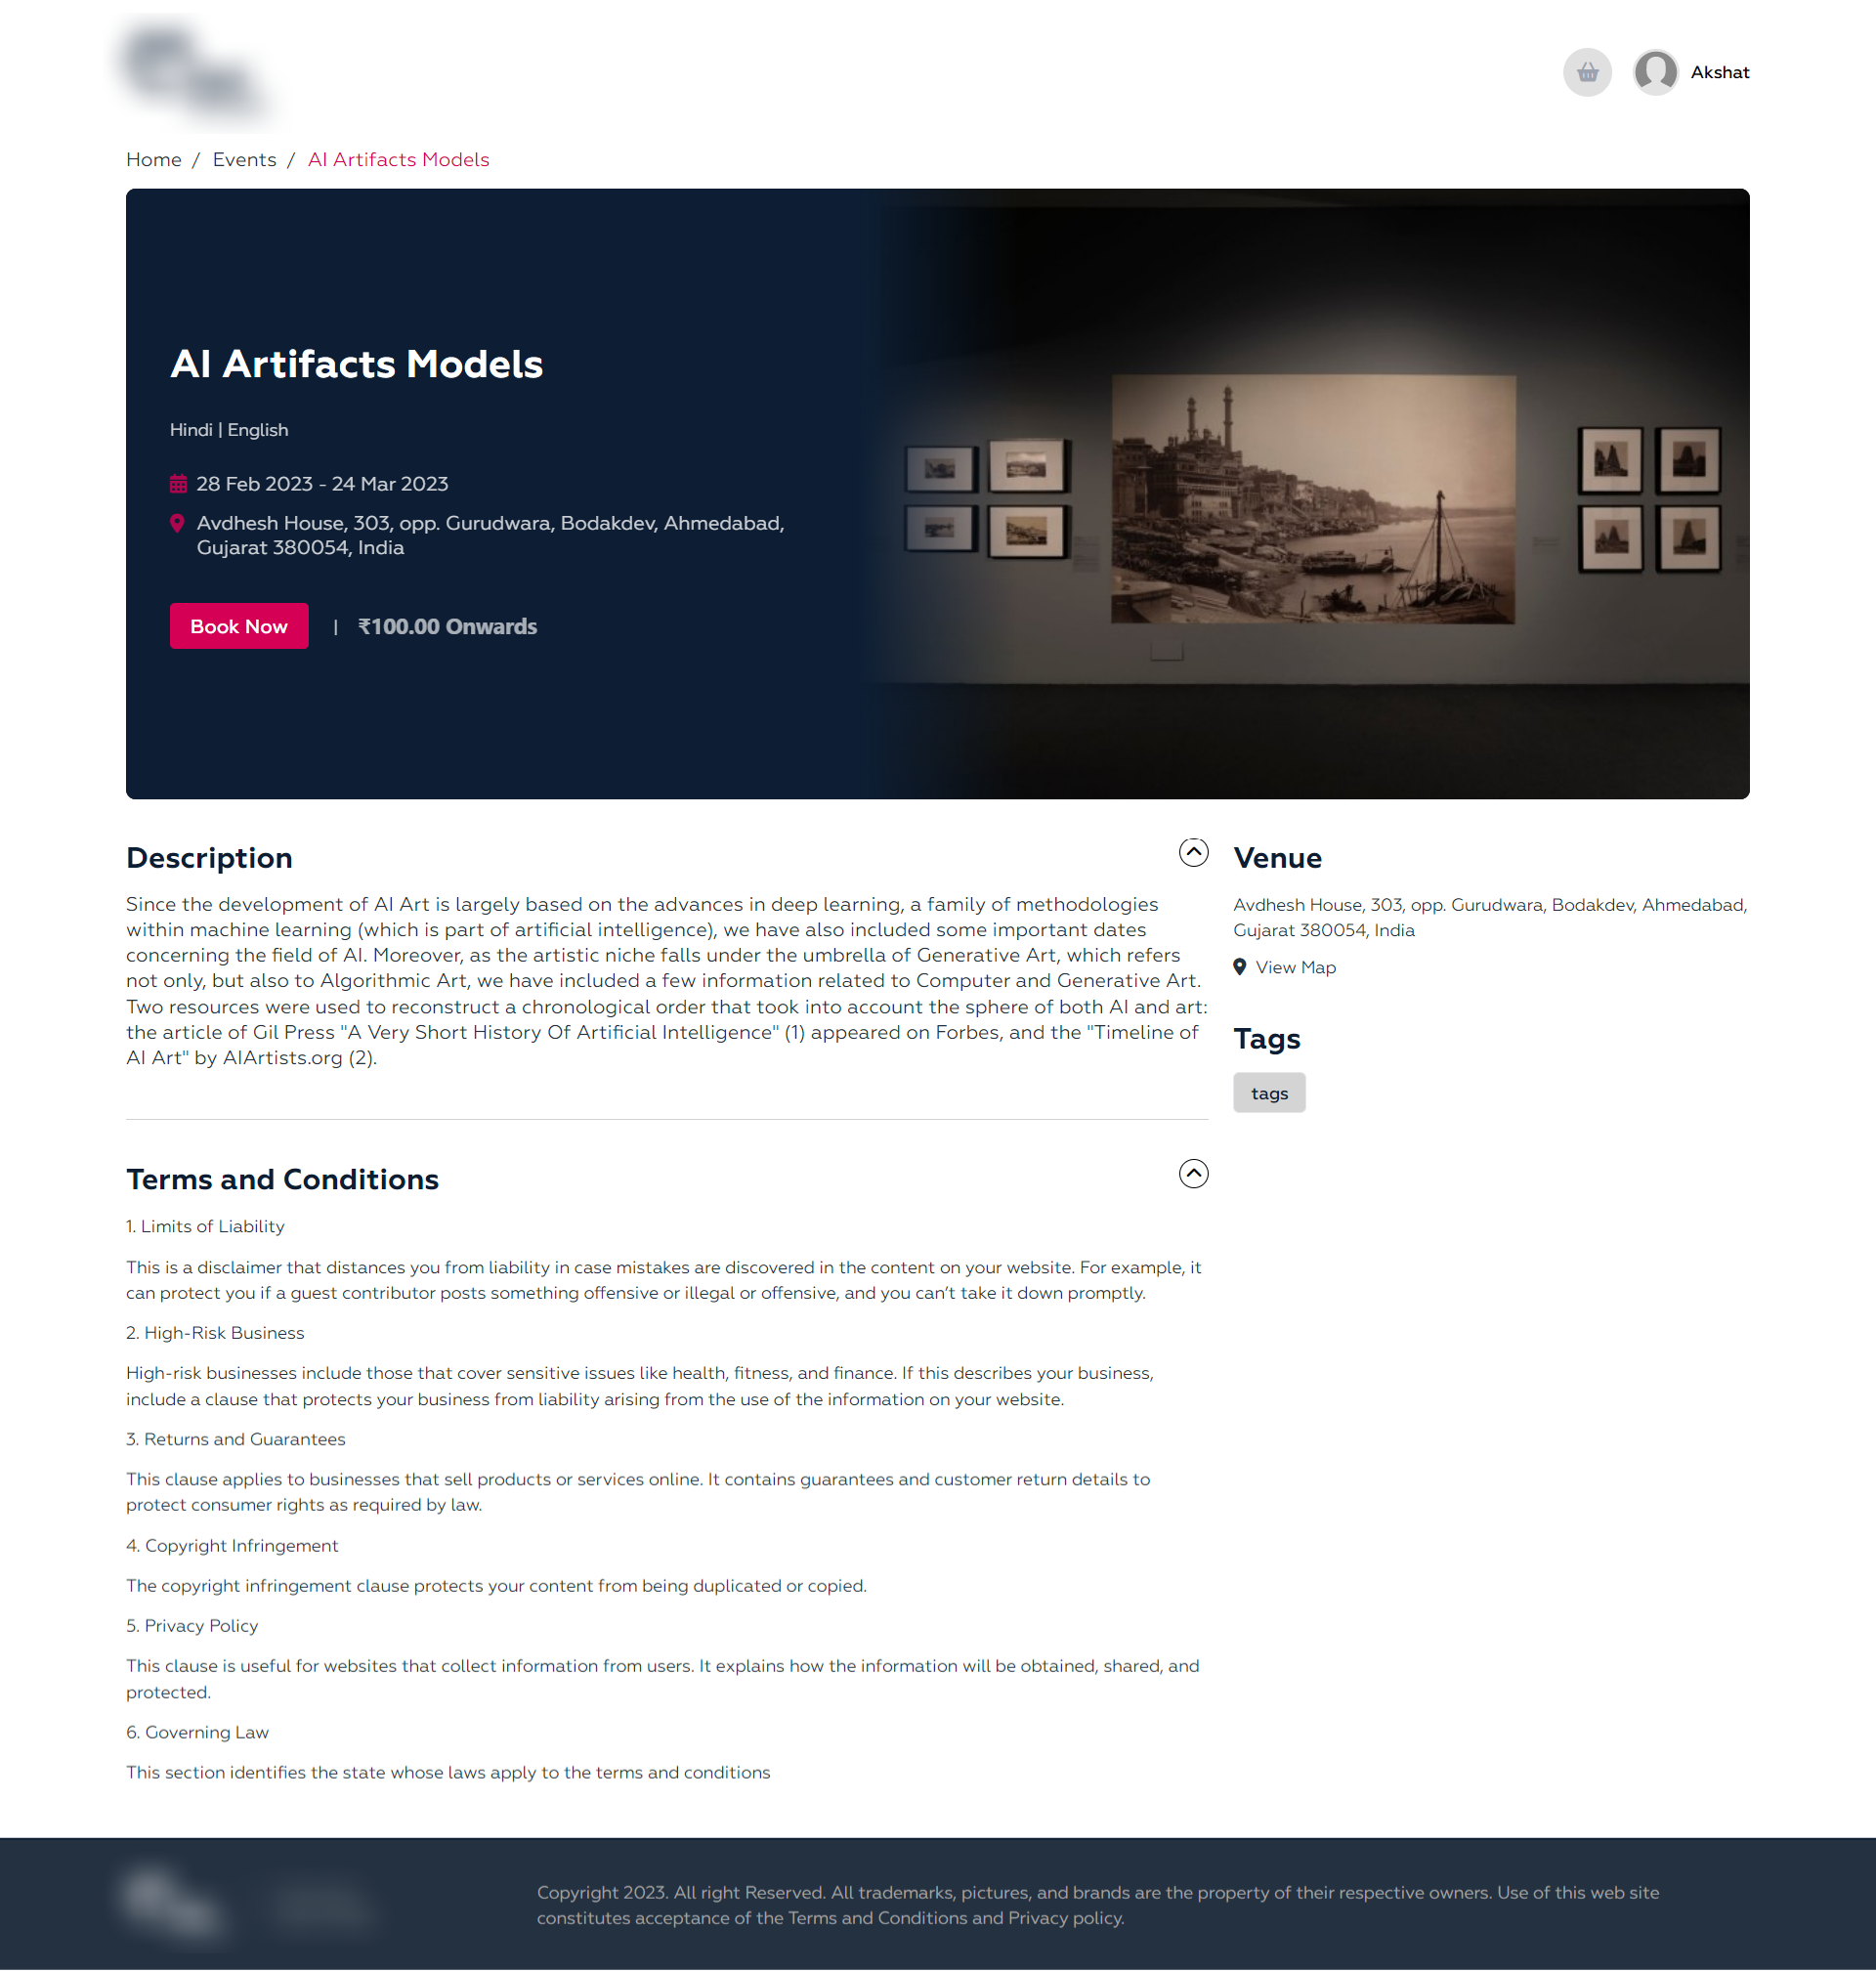 Akshat
Home / Events / AI Artifacts Models
AI Artifacts Models
Hindi | English
28 Feb 2023 - 24 Mar 2023
Avdhesh House, 303, opp. Gurudwara, Bodakdev, Ahmedabad,
Gujarat 380054, India
Book Now | ₹100.00 Onwards
Description
Since the development of AI Art is largely based on the advances in deep learning, a family of methodologies
within machine learning (which is part of artificial intelligence), we have also included some important dates
concerning the field of AI. Moreover, as the artistic niche falls under the umbrella of Generative Art, which refers
not only, but also to Algorithmic Art, we have included a few information related to Computer and Generative Art.
Two resources were used to reconstruct a chronological order that took into account the sphere of both AI and art:
the article of Gil Press "A Very Short History Of Artificial Intelligence" (1) appeared on Forbes, and the "Timeline of
AI Art" by AIArtists.org (2).
Venue
Avdhesh House, 303, opp. Gurudwara, Bodakdev, Ahmedabad,
Gujarat 380054, India
View Map
Tags
tags
Terms and Conditions
1. Limits of Liability
This is a disclaimer that distances you from liability in case mistakes are discovered in the content on your website. For example, it
can protect you if a guest contributor posts something offensive or illegal or offensive, and you can’t take it down promptly.
2. High-Risk Business
High-risk businesses include those that cover sensitive issues like health, fitness, and finance. If this describes your business,
include a clause that protects your business from liability arising from the use of the information on your website.
3. Returns and Guarantees
This clause applies to businesses that sell products or services online. It contains guarantees and customer return details to
protect consumer rights as required by law.
4. Copyright Infringement
The copyright infringement clause protects your content from being duplicated or copied.
5. Privacy Policy
This clause is useful for websites that collect information from users. It explains how the information will be obtained, shared, and
protected.
6. Governing Law
This section identifies the state whose laws apply to the terms and conditions
Copyright 2023. All right Reserved. All trademarks, pictures, and brands are the property of their respective owners. Use of this web site
constitutes acceptance of the Terms and Conditions and Privacy policy.